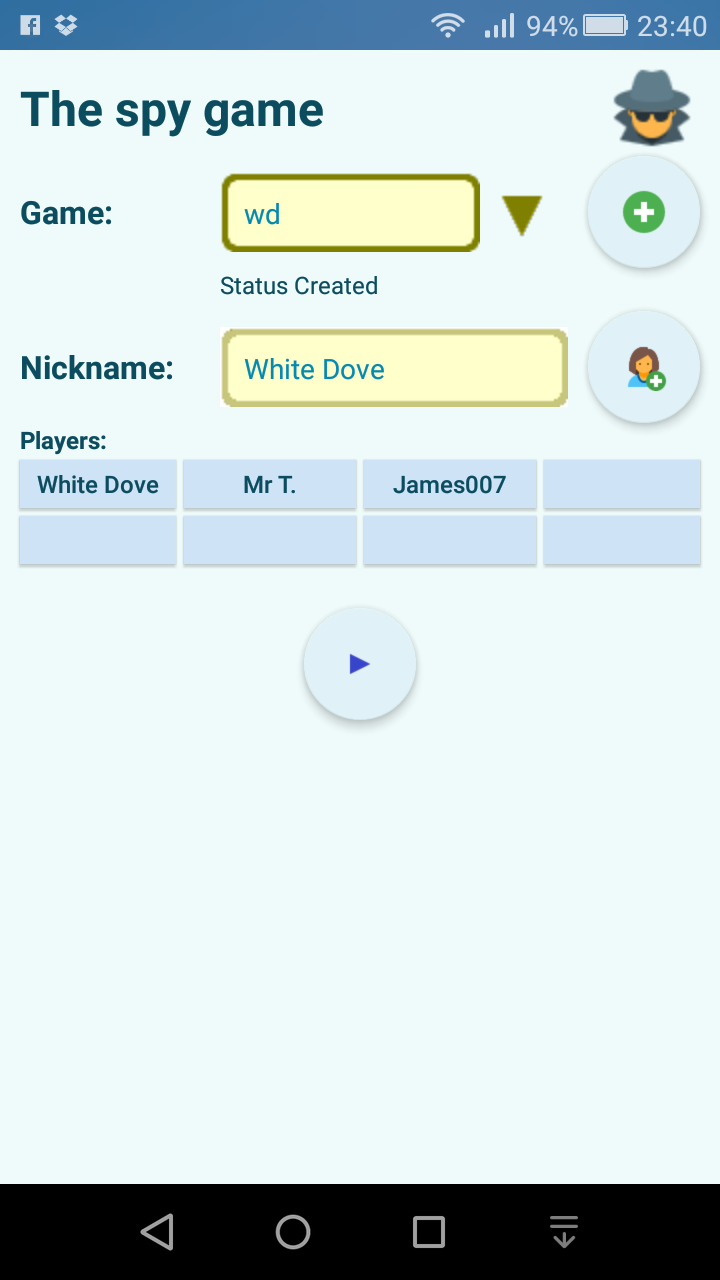 94% 23:40
The spy game
Game: wd
Status Created
Nickname: White Dove
Players:
White Dove Mr T. James007